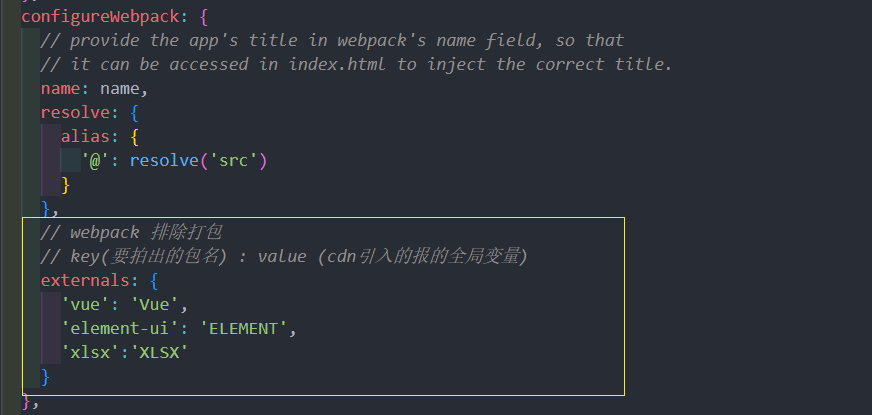 configureWebpack: {
// provide the app's title in webpack's name field, so that
// it can be accessed in index.html to inject the correct title.
name: name,
resolve: {
alias: {
'@': resolve('src')
}
},
// webpack 排除打包
// key(要拍出的包名) : value (cdn引入的报的全局变量)
externals: {
'vue': 'Vue',
'element-ui': 'ELEMENT',
'xlsx':'XLSX'
}
},